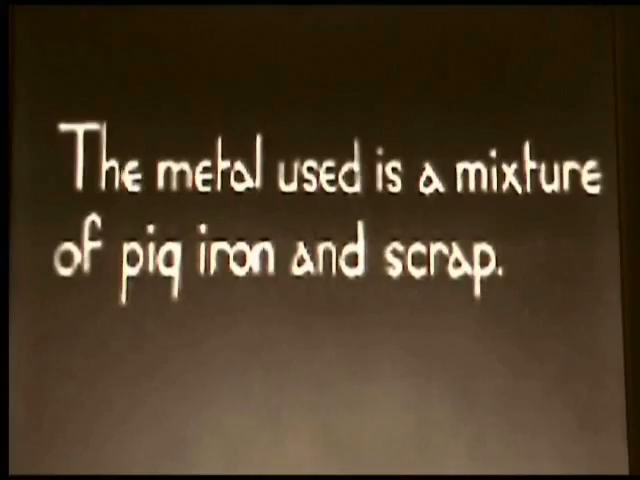 The metal used is a mixture
of pig iron and scrap.